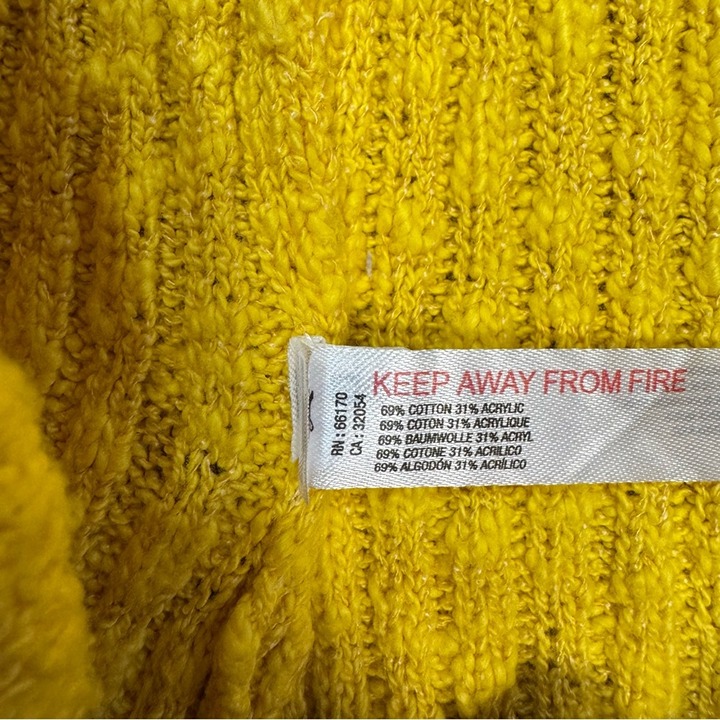 RN: 66170
CA: 32054
KEEP AWAY FROM FIRE
69% COTTON 31% ACRYLIC
69% COTON 31% ACRYLIQUE
69% BAUMWOLLE 31% ACRYL
69% COTONE 31% ACRILICO
69% ALGODÓN 31% ACRÍLICO